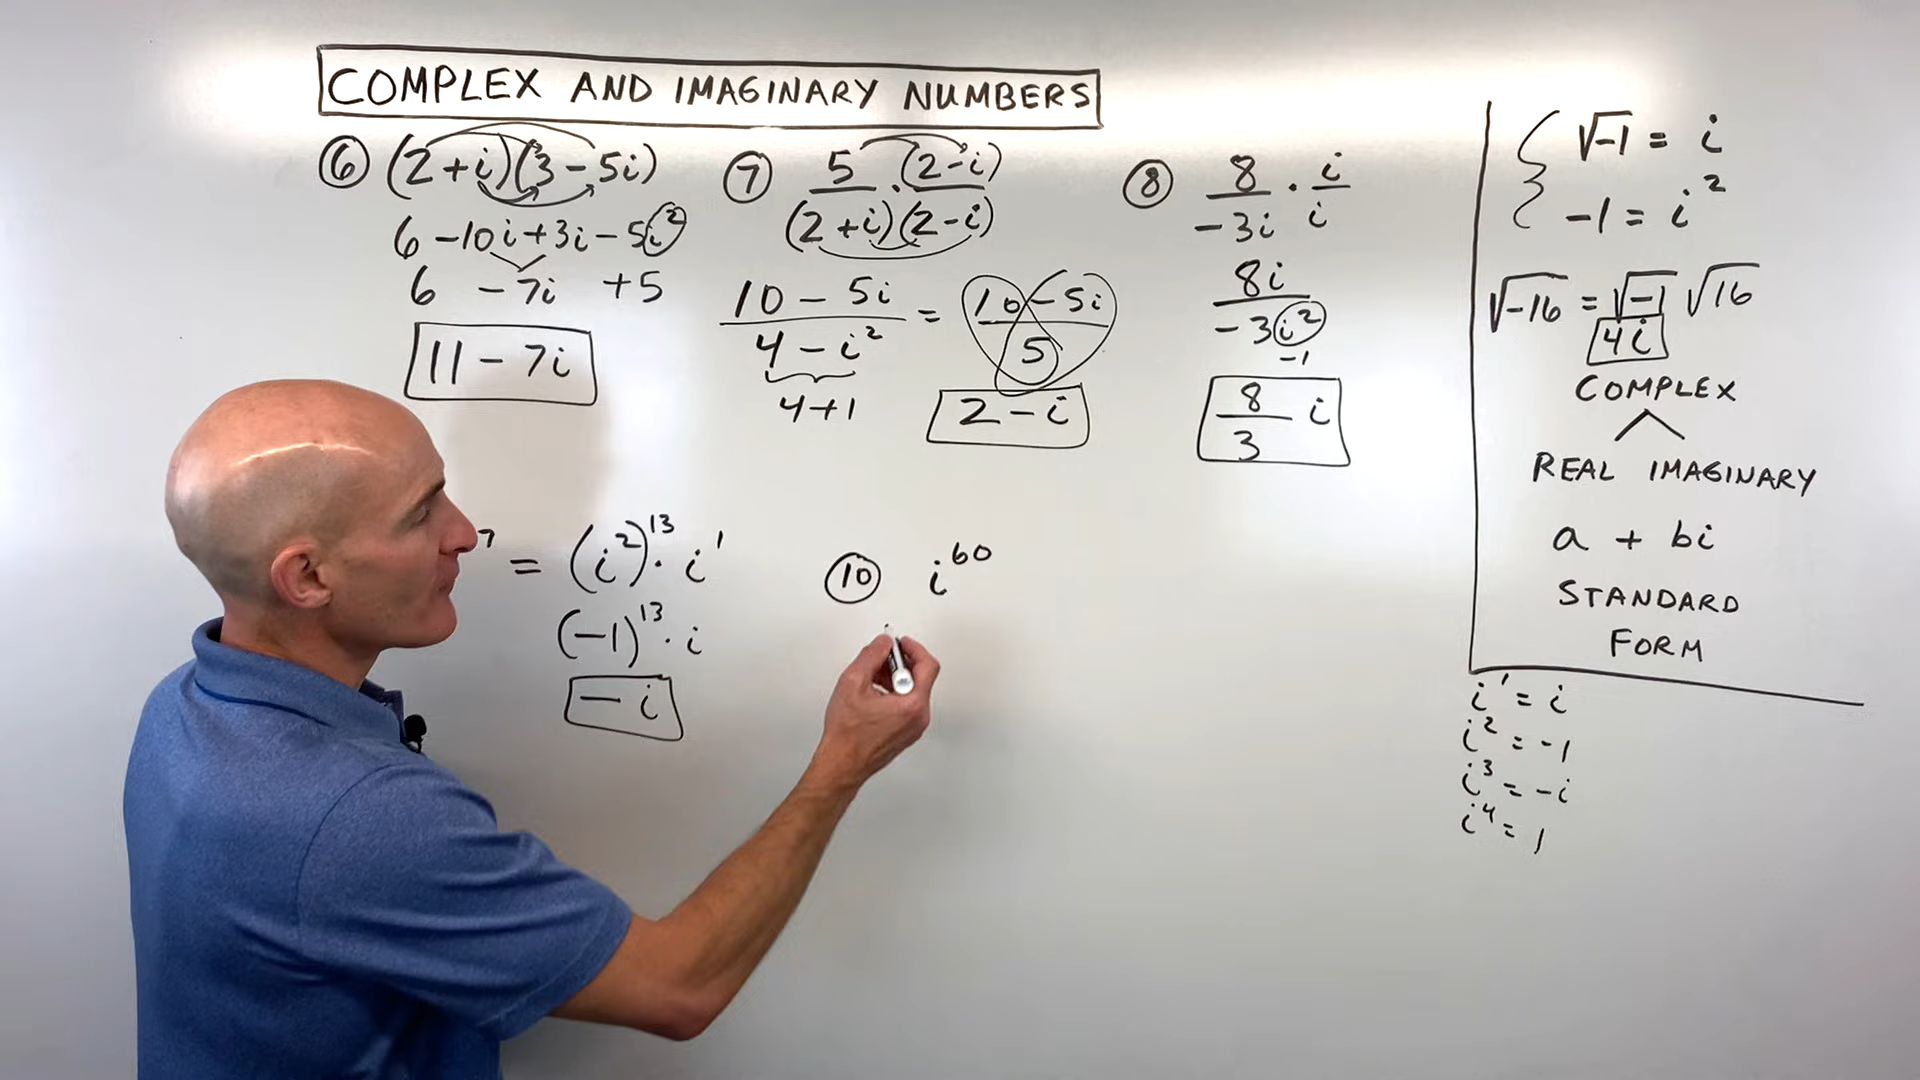 COMPLEX AND IMAGINARY NUMBERS
⑥ (2+i)(3-5i)
6-10i+3i-5i²
6 -7i +5
11-7i
⑦ 5/(2+i) · (2-i)/(2-i)
(10-5i)/(4-i²) = (10-5i)/5
4+1
2-i
⑧ 8/-3i · i/i
8i/-3i²
-1
8/3 i
⁷ = (i²)¹³ · i¹
(-1)¹³ · i
-i
⑩ i⁶⁰
√-1 = i
-1 = i²
√-16 = √-1 √16
4i
COMPLEX
REAL IMAGINARY
a + bi
STANDARD
FORM
i¹ = i
i² = -1
i³ = -i
i⁴ = 1